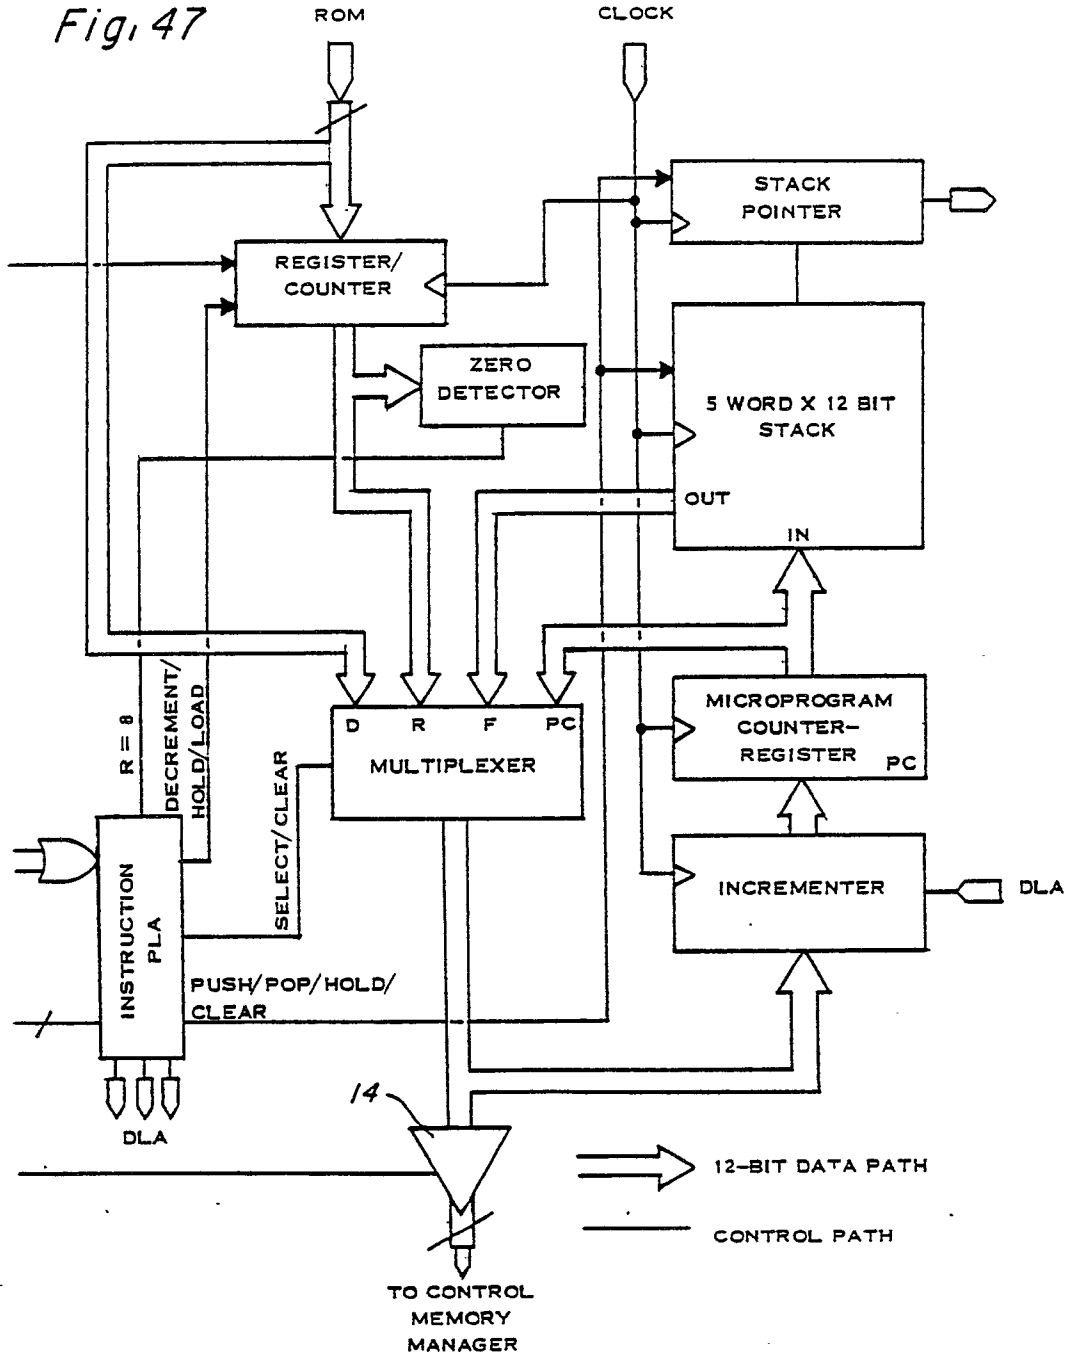 Fig. 47
ROM
CLOCK
STACK
POINTER
REGISTER/
COUNTER
ZERO
DETECTOR
5 WORD X 12 BIT
STACK
OUT
IN
MICROPROGRAM
COUNTER-
REGISTER
PC
D R F PC
MULTIPLEXER
R = 8
DECREMENT/
HOLD/LOAD
SELECT/CLEAR
INCREMENTER
DLA
INSTRUCTION
PLA
PUSH/POP/HOLD/
CLEAR
DLA
14
12-BIT DATA PATH
CONTROL PATH
TO CONTROL
MEMORY
MANAGER